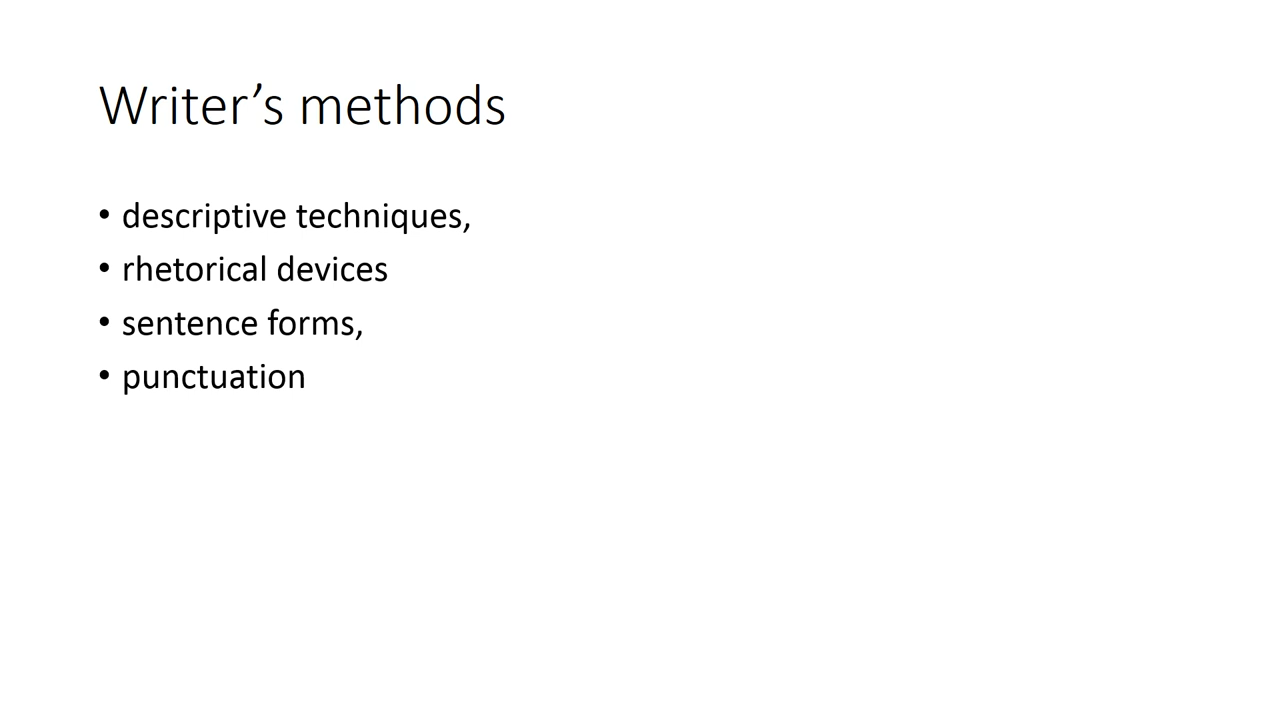 Writer’s methods
• descriptive techniques,
• rhetorical devices
• sentence forms,
• punctuation